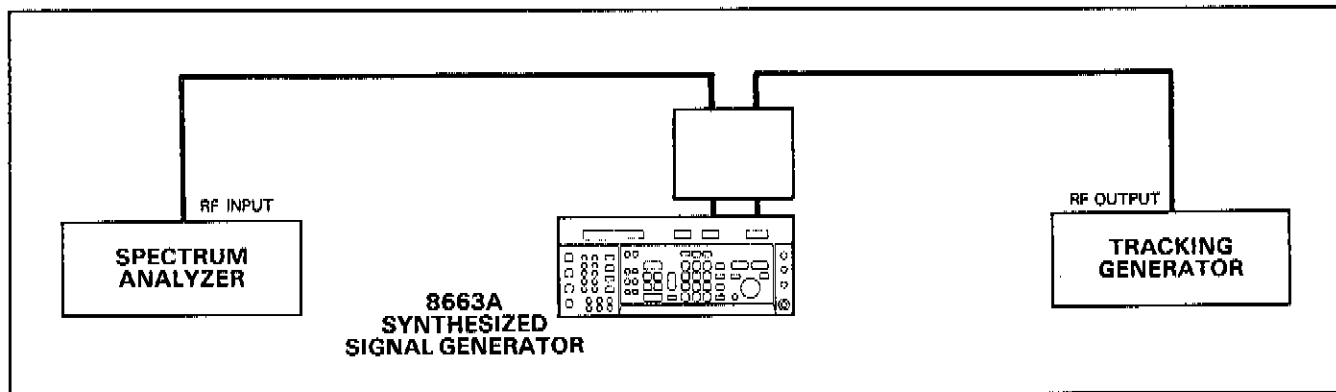 RF INPUT
SPECTRUM
ANALYZER
8663A
SYNTHESIZED
SIGNAL GENERATOR
RF OUTPUT
TRACKING
GENERATOR